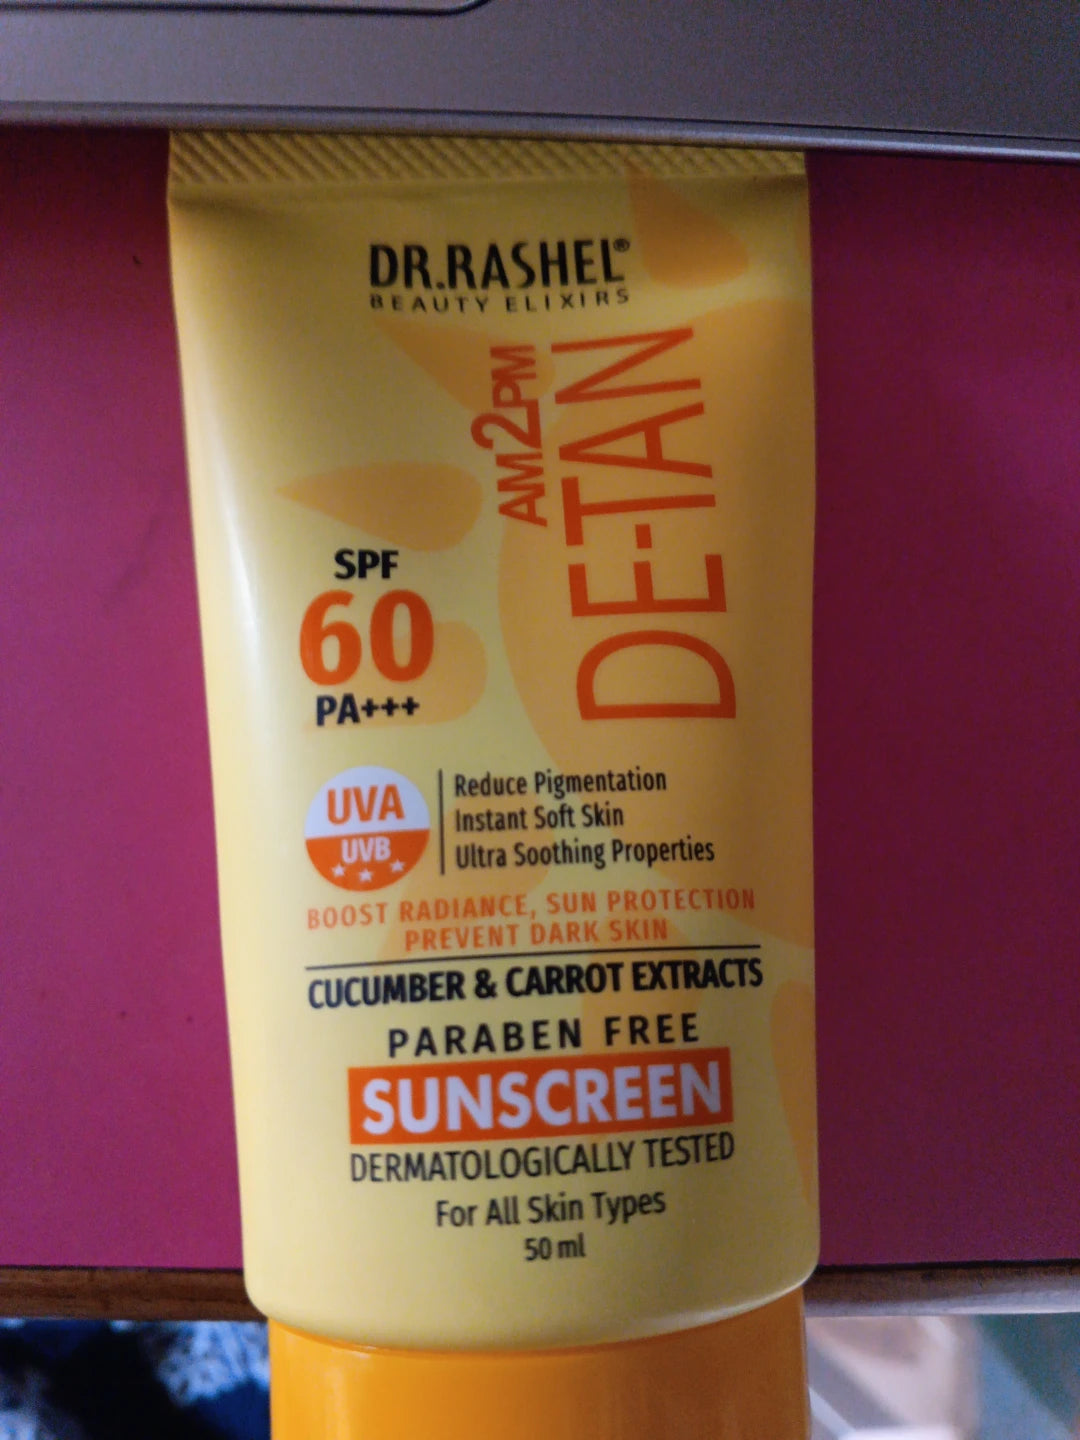 DR.RASHEL®
BEAUTY ELIXIRS
AM2PM
DE-TAN
SPF
60
PA+++
UVA
UVB
Reduce Pigmentation
Instant Soft Skin
Ultra Soothing Properties
BOOST RADIANCE, SUN PROTECTION
PREVENT DARK SKIN
CUCUMBER & CARROT EXTRACTS
PARABEN FREE
SUNSCREEN
DERMATOLOGICALLY TESTED
For All Skin Types
50 ml